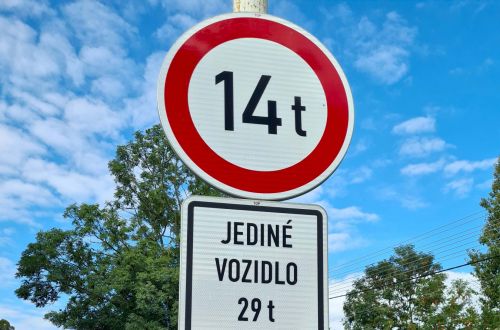 14 t
JEDINÉ
VOZIDLO
29 t